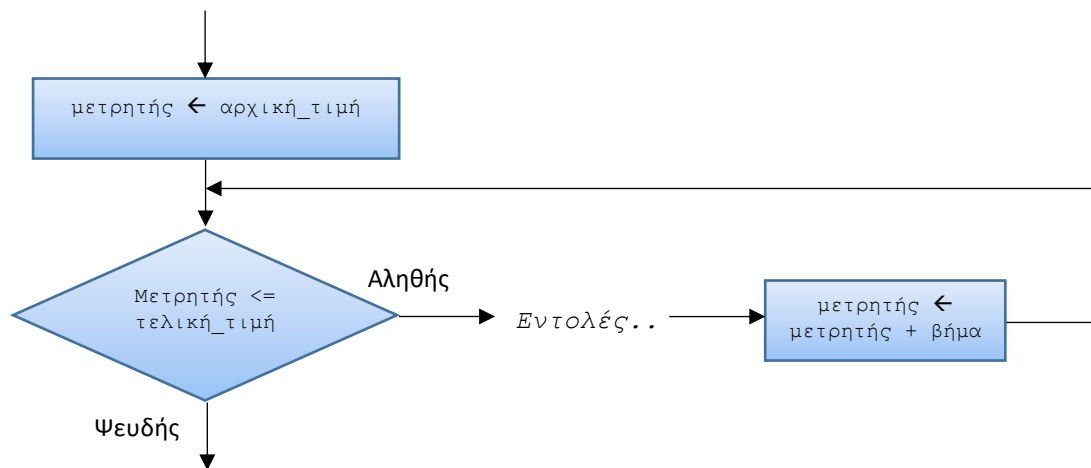 μετρητής 🡨 αρχική_τιμή
Μετρητής <=
τελική_τιμή
Αληθής
Εντολές..
μετρητής 🡨
μετρητής + βήμα
Ψευδής